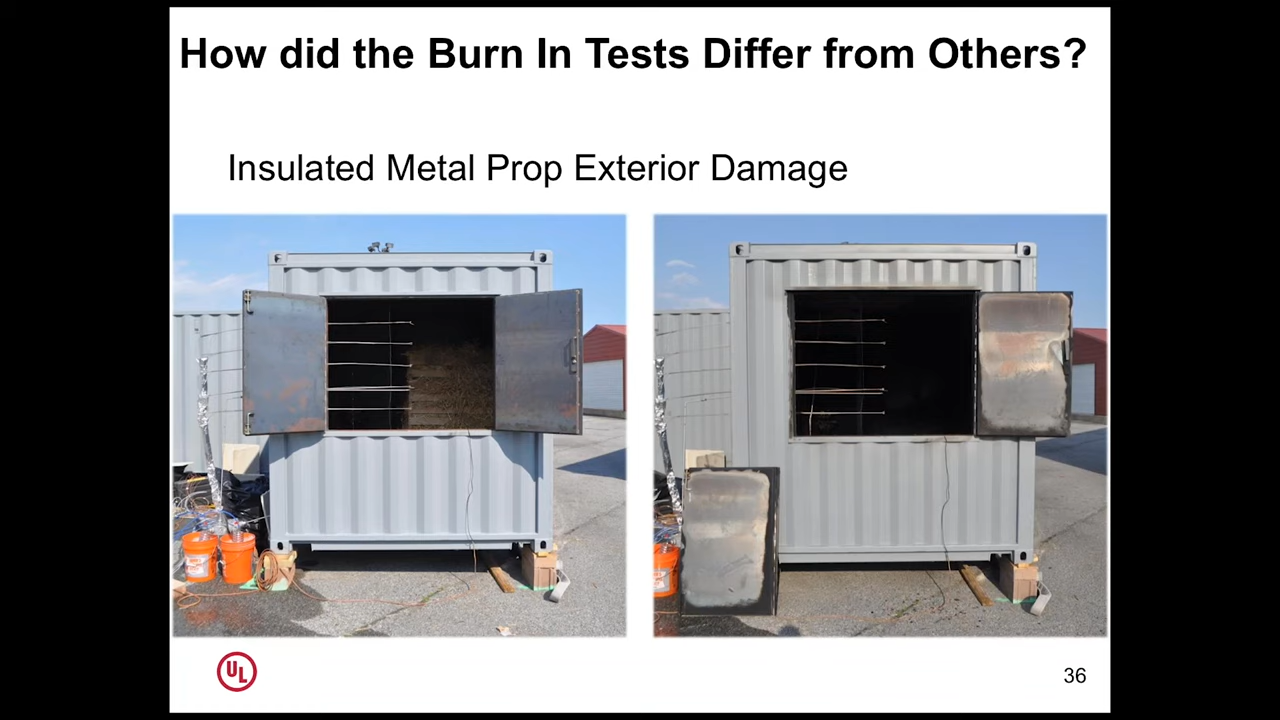 How did the Burn In Tests Differ from Others?
Insulated Metal Prop Exterior Damage
UL
36